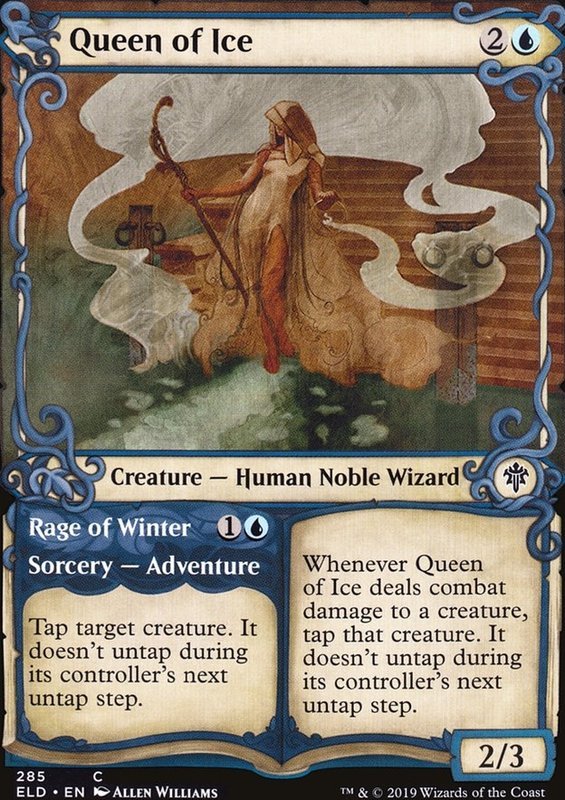 Queen of Ice 2
Creature — Human Noble Wizard
Rage of Winter 1
Sorcery — Adventure
Tap target creature. It
doesn't untap during
its controller's next
untap step.
Whenever Queen
of Ice deals combat
damage to a creature,
tap that creature. It
doesn't untap during
its controller's next
untap step.
2/3
285 C
ELD • EN ALLEN WILLIAMS
™ & © 2019 Wizards of the Coast